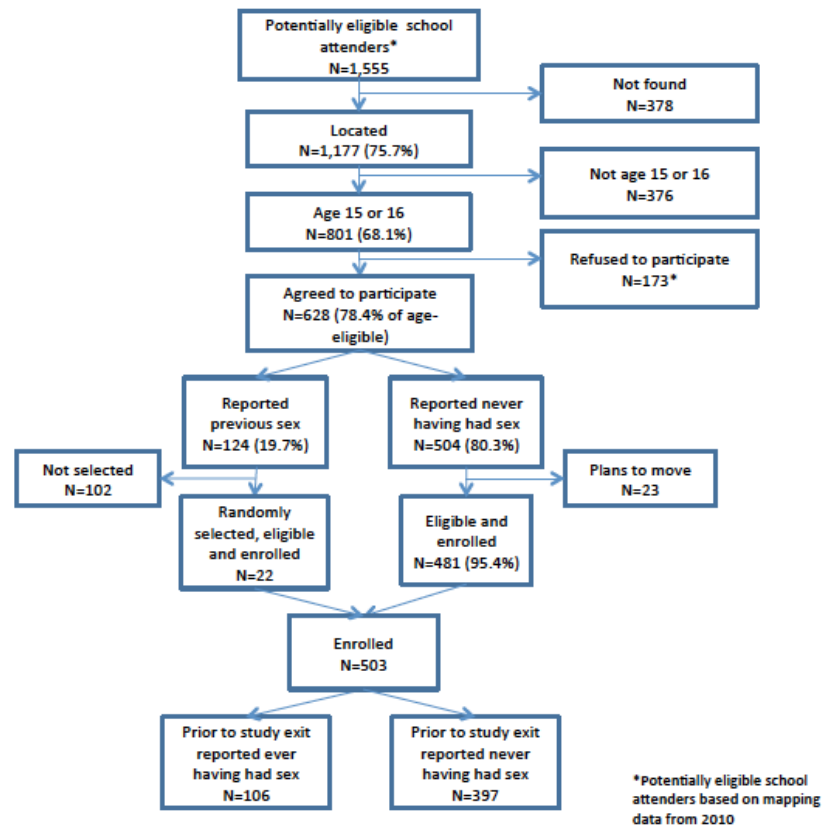 Potentially eligible school
attenders*
N=1,555
Not found
N=378
Located
N=1,177 (75.7%)
Not age 15 or 16
N=376
Age 15 or 16
N=801 (68.1%)
Refused to participate
N=173*
Agreed to participate
N=628 (78.4% of age-
eligible)
Reported
previous sex
N=124 (19.7%)
Reported never
having had sex
N=504 (80.3%)
Not selected
N=102
Plans to move
N=23
Randomly
selected, eligible
and enrolled
N=22
Eligible and
enrolled
N=481 (95.4%)
Enrolled
N=503
Prior to study exit
reported ever
having had sex
N=106
Prior to study exit
reported never
having had sex
N=397
*Potentially eligible school
attenders based on mapping
data from 2010